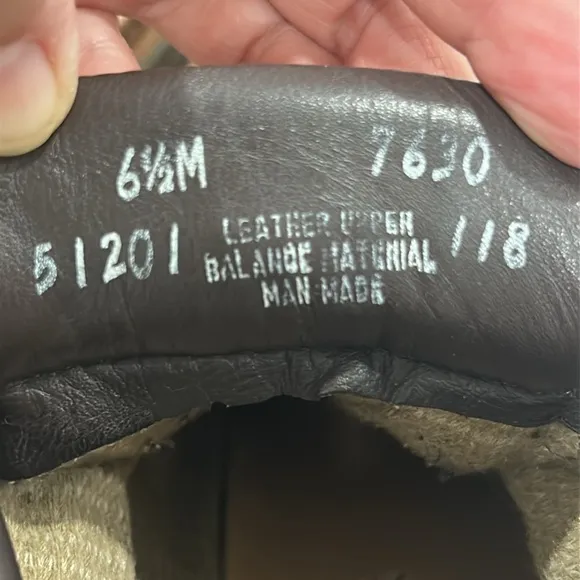 6½M 7630
51201 LEATHER UPPER 118
BALANCE MATERIAL
MAN MADE